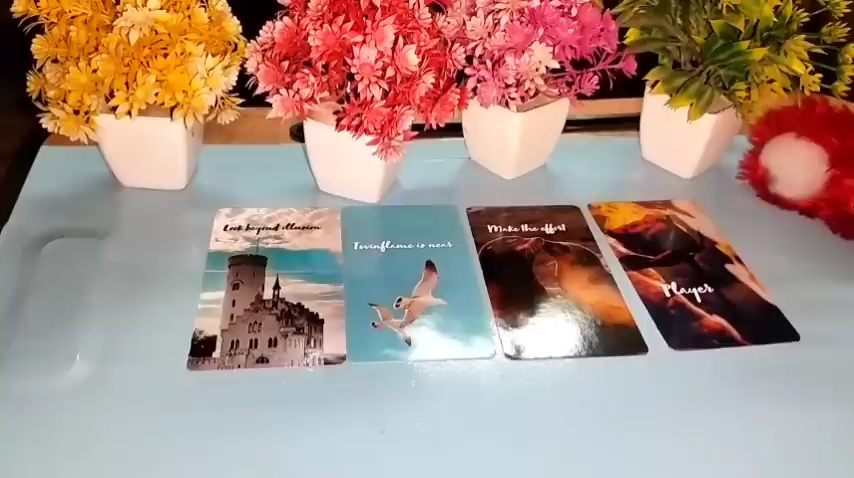 Look beyond illusion
Twinflame is near
Make the effort
Player